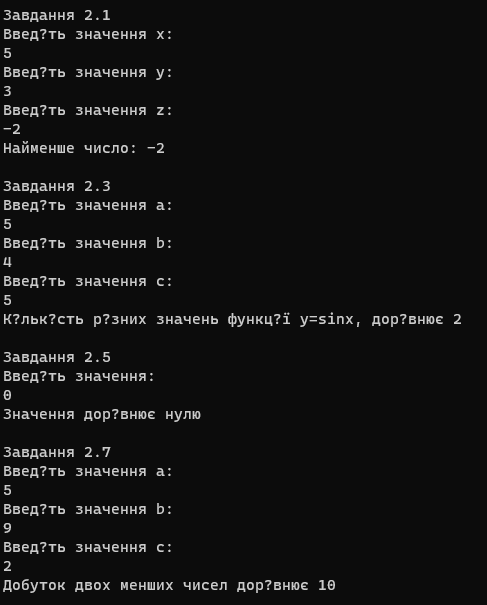 Завдання 2.1
Введ?ть значення x:
5
Введ?ть значення y:
3
Введ?ть значення z:
-2
Найменше число: -2
Завдання 2.3
Введ?ть значення a:
5
Введ?ть значення b:
4
Введ?ть значення c:
5
К?льк?сть р?зних значень функц?ї y=sinx, дор?внює 2
Завдання 2.5
Введ?ть значення:
0
Значення дор?внює нулю
Завдання 2.7
Введ?ть значення a:
5
Введ?ть значення b:
9
Введ?ть значення c:
2
Добуток двох менших чисел дор?внює 10